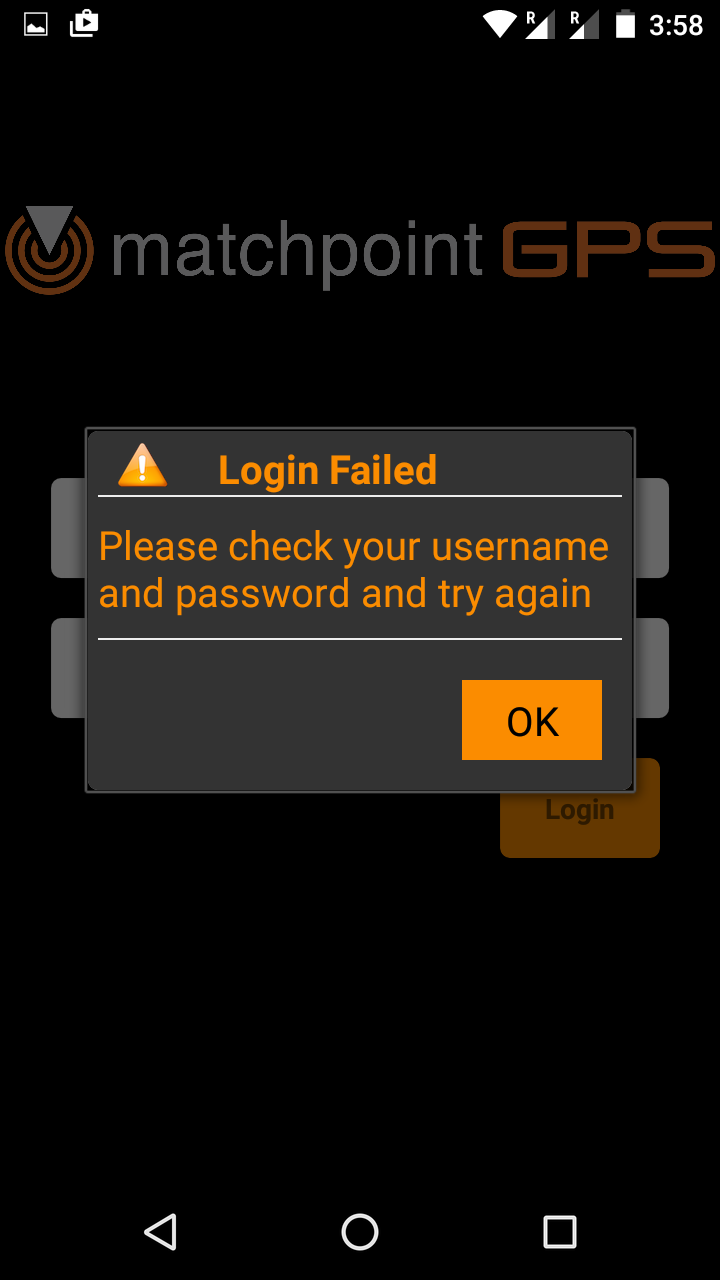 R R 3:58
matchpoint GPS
Login Failed
Please check your username
and password and try again
OK
Login